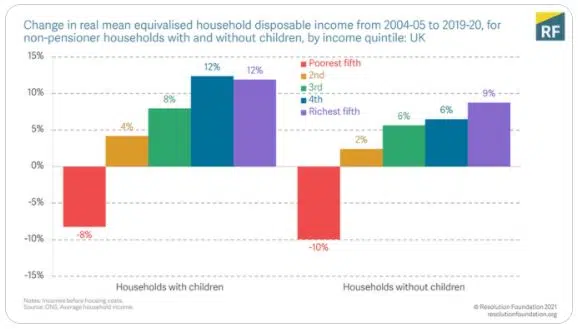 Change in real mean equivalised household disposable income from 2004-05 to 2019-20, for
non-pensioner households with and without children, by income quintile: UK
RF
15%
10%
5%
0%
-5%
-10%
-15%
-8%
4%
8%
12%
12%
Poorest fifth
2nd
3rd
4th
Richest fifth
-10%
2%
6%
6%
9%
Households with children
Households without children
Notes: Incomes before housing costs.
Source: ONS, Average household income.
© Resolution Foundation 2021
resolutionfoundation.org